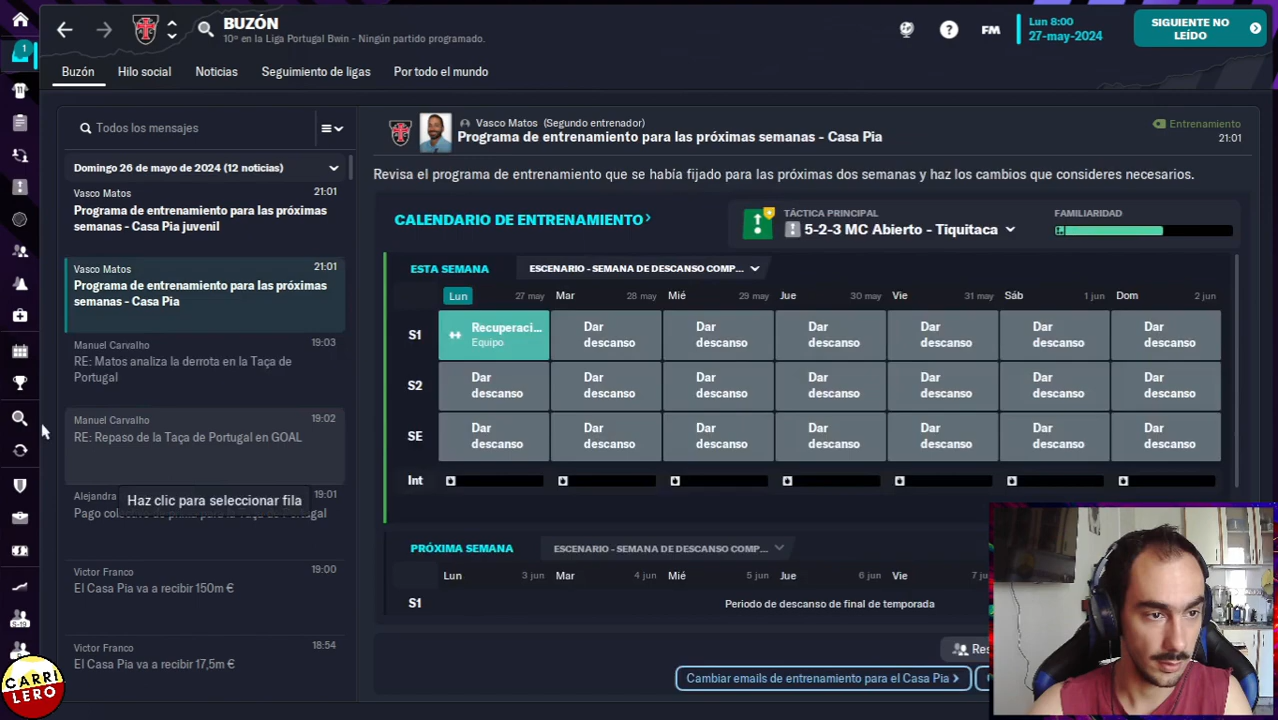 BUZÓN
10º en la Liga Portugal Bwin - Ningún partido programado.
FM
Lun 8:00
27-may-2024
SIGUIENTE NO
LEÍDO
1
Buzón
Hilo social
Noticias
Seguimiento de ligas
Por todo el mundo
11
Todos los mensajes
Domingo 26 de mayo de 2024 (12 noticias)
Vasco Matos
21:01
Programa de entrenamiento para las próximas
semanas - Casa Pia juvenil
Vasco Matos
21:01
Programa de entrenamiento para las próximas
semanas - Casa Pia
Manuel Carvalho
19:03
RE: Matos analiza la derrota en la Taça de
Portugal
Manuel Carvalho
19:02
RE: Repaso de la Taça de Portugal en GOAL
Haz clic para seleccionar fila
Alejandra
19:01
Pago
Portugal
Victor Franco
19:00
El Casa Pia va a recibir 150m €
Victor Franco
18:54
El Casa Pia va a recibir 17,5m €
S-19
CARRI
LERO
Vasco Matos (Segundo entrenador)
Programa de entrenamiento para las próximas semanas - Casa Pia
Entrenamiento
21:01
Revisa el programa de entrenamiento que se había fijado para las próximas dos semanas y haz los cambios que consideres necesarios.
CALENDARIO DE ENTRENAMIENTO
TÁCTICA PRINCIPAL
5-2-3 MC Abierto - Tiquitaca
FAMILIARIDAD
ESTA SEMANA
ESCENARIO - SEMANA DE DESCANSO COMP...
Lun 27 may Mar 28 may Mié 29 may Jue 30 may Vie 31 may Sáb 1 jun Dom 2 jun
S1 Recuperaci... Dar Dar Dar Dar Dar Dar
Equipo descanso descanso descanso descanso descanso descanso
S2 Dar Dar Dar Dar Dar Dar Dar
descanso descanso descanso descanso descanso descanso descanso
SE Dar Dar Dar Dar Dar Dar Dar
descanso descanso descanso descanso descanso descanso descanso
Int
PRÓXIMA SEMANA
ESCENARIO - SEMANA DE DESCANSO COMP...
Lun 3 jun Mar 4 jun Mié 5 jun Jue 6 jun Vie
S1 Periodo de descanso de final de temporada
Cambiar emails de entrenamiento para el Casa Pia